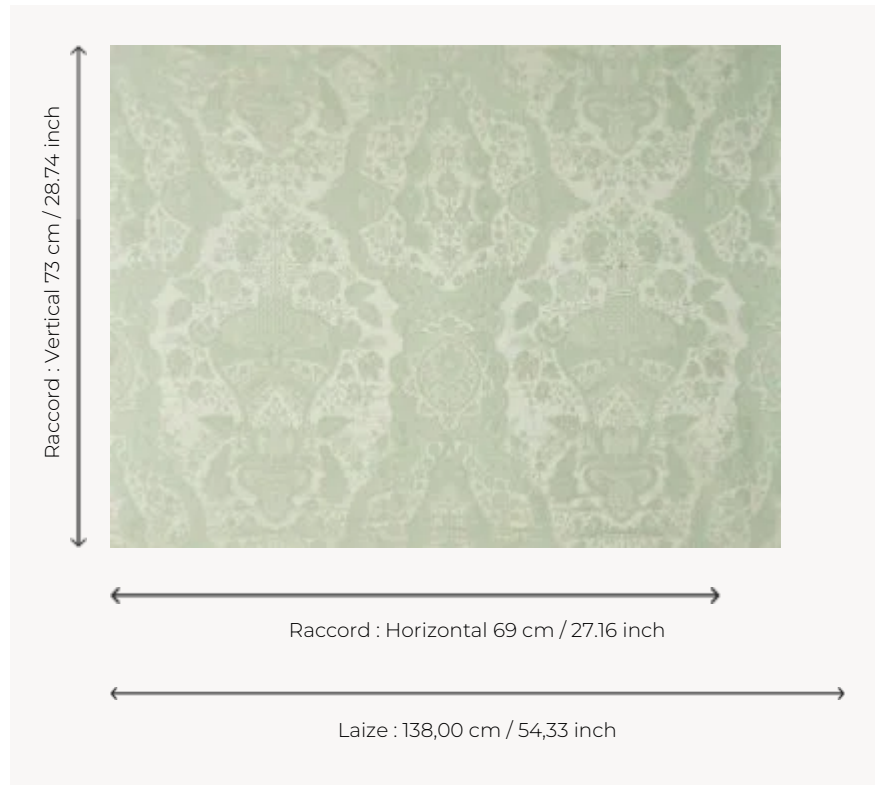 Raccord : Vertical 73 cm / 28.74 inch
Raccord : Horizontal 69 cm / 27.16 inch
Laize : 138,00 cm / 54,33 inch